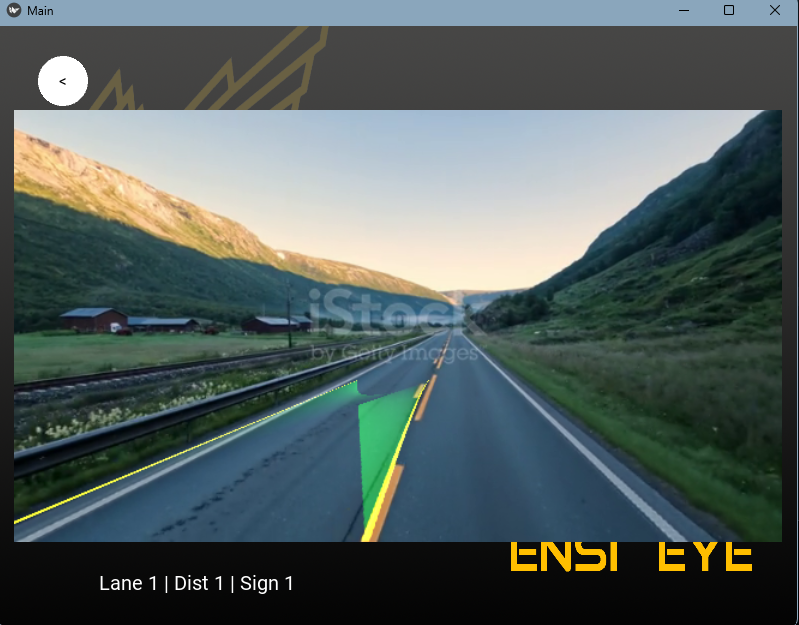 Main
<
iStock
by Getty Images
Lane 1 | Dist 1 | Sign 1
ENSI EYE